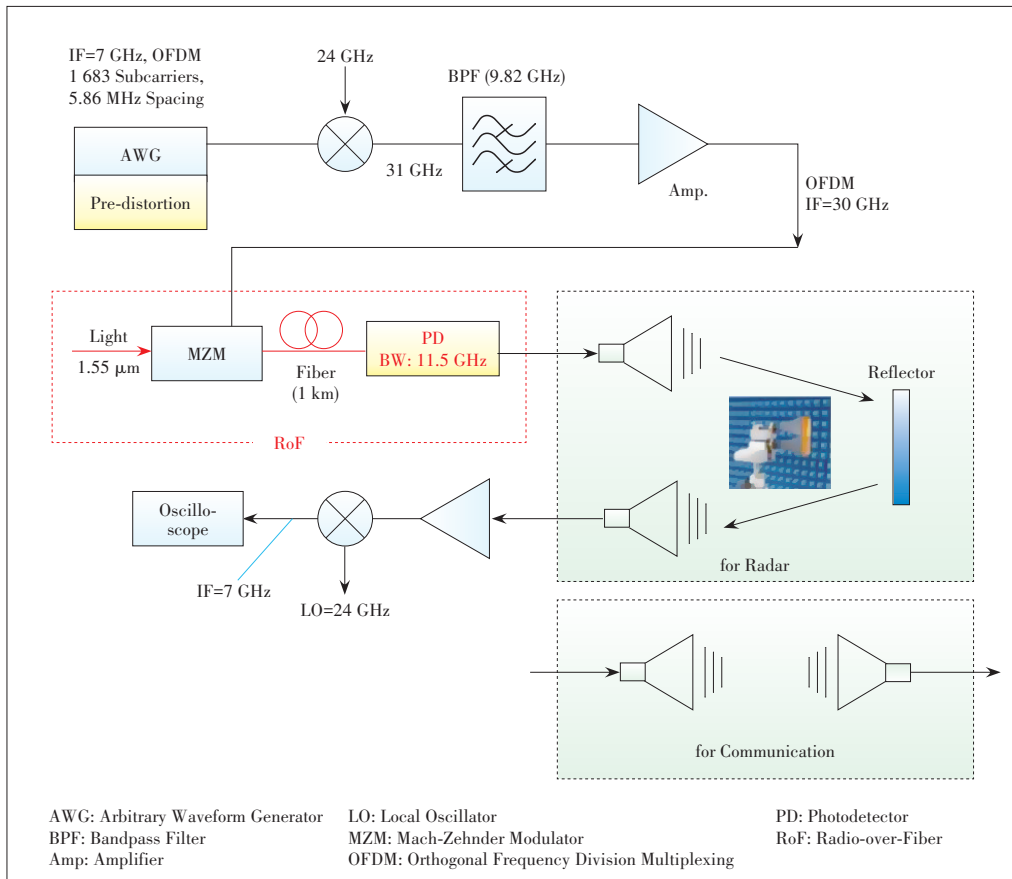 IF=7 GHz, OFDM
1 683 Subcarriers,
5.86 MHz Spacing
AWG
Pre-distortion
24 GHz
31 GHz
BPF (9.82 GHz)
Amp.
OFDM
IF=30 GHz
Light
1.55 μm
MZM
Fiber
(1 km)
PD
BW: 11.5 GHz
RoF
Reflector
for Radar
Oscillo-
scope
IF=7 GHz
LO=24 GHz
for Communication
AWG: Arbitrary Waveform Generator
BPF: Bandpass Filter
Amp: Amplifier
LO: Local Oscillator
MZM: Mach-Zehnder Modulator
OFDM: Orthogonal Frequency Division Multiplexing
PD: Photodetector
RoF: Radio-over-Fiber